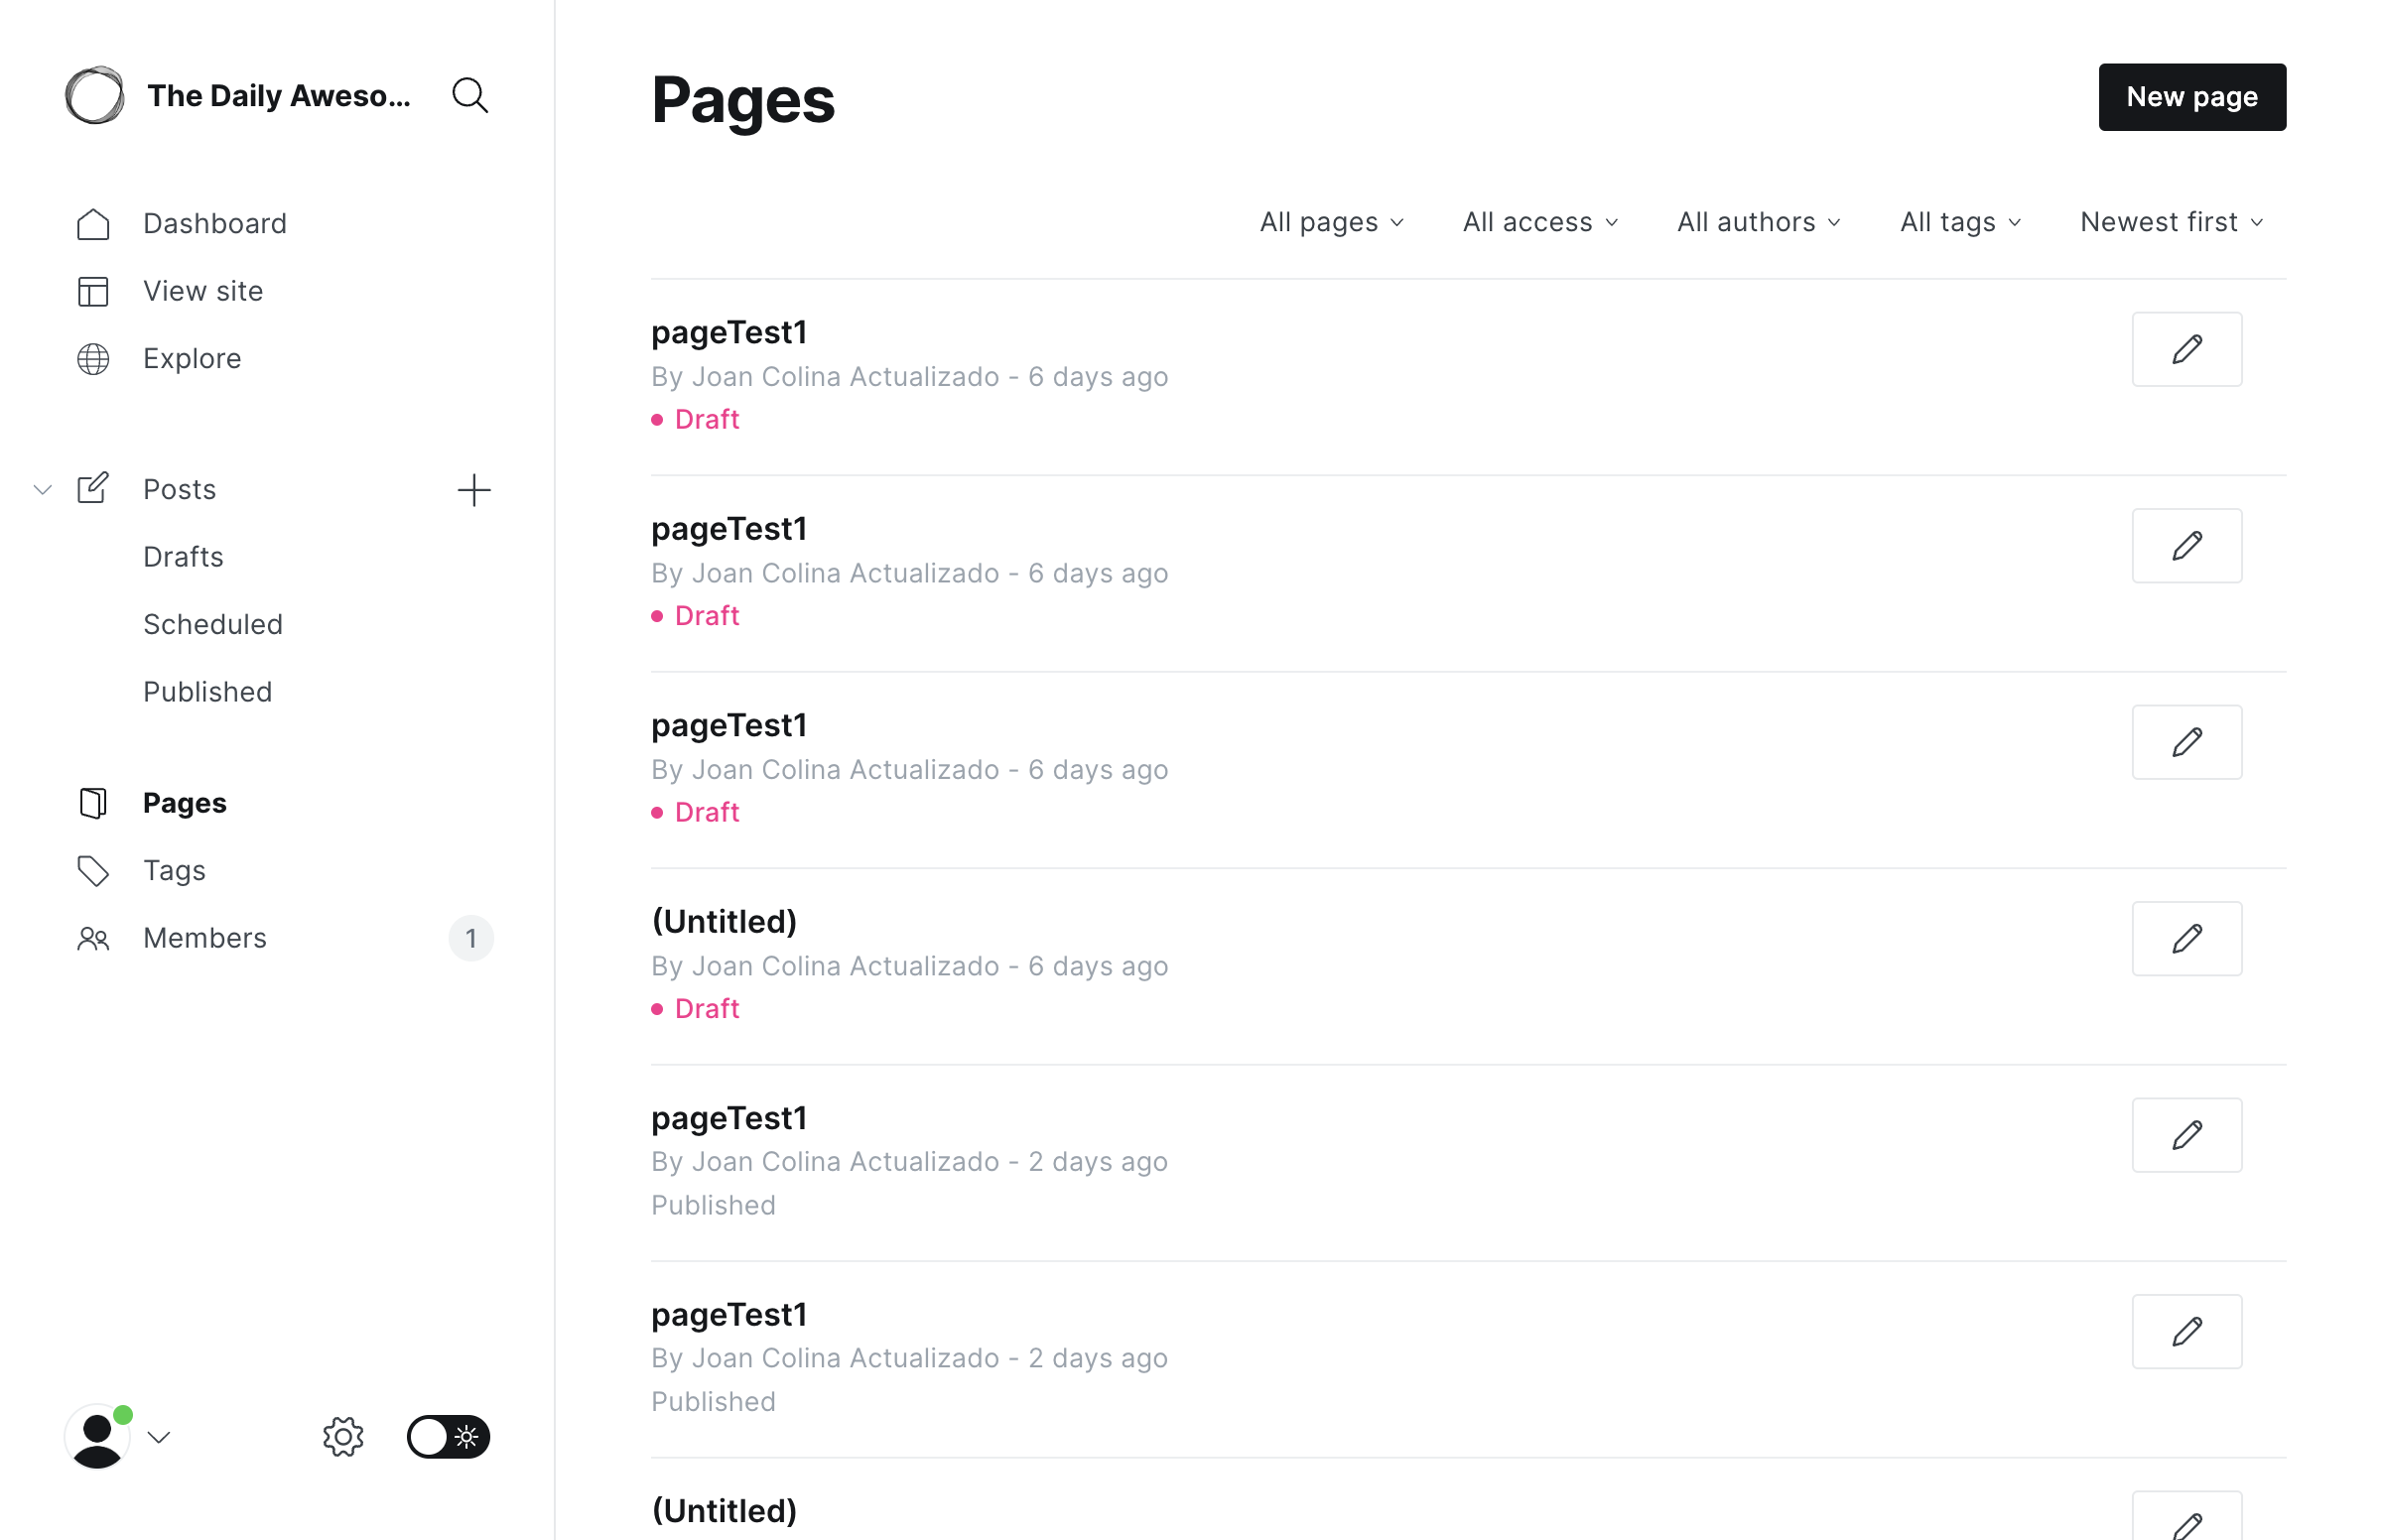 The Daily Aweso...
Dashboard
View site
Explore
Posts
Drafts
Scheduled
Published
Pages
Tags
Members 1
Pages
New page
All pages All access All authors All tags Newest first
pageTest1
By Joan Colina Actualizado - 6 days ago
Draft
pageTest1
By Joan Colina Actualizado - 6 days ago
Draft
pageTest1
By Joan Colina Actualizado - 6 days ago
Draft
(Untitled)
By Joan Colina Actualizado - 6 days ago
Draft
pageTest1
By Joan Colina Actualizado - 2 days ago
Published
pageTest1
By Joan Colina Actualizado - 2 days ago
Published
(Untitled)